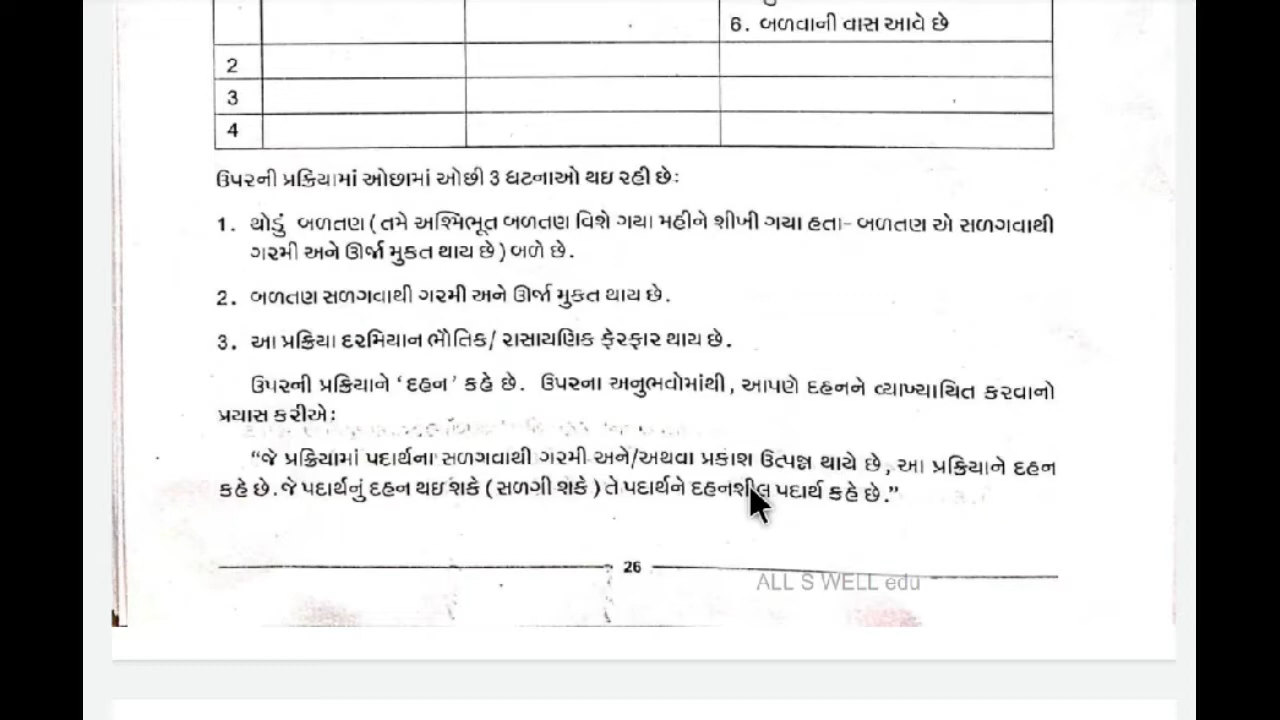 6. બળવાની વાસ આવે છે
2
3
4
ઉપરની પ્રક્રિયામાં ઓછામાં ઓછી 3 ઘટનાઓ થઇ રહી છેઃ
1. થોડું બળતણ ( તમે અશ્મિભૂત બળતણ વિશે ગયા મહીને શીખી ગયા હતા- બળતણ એ સળગવાથી
ગરમી અને ઊર્જા મુકત થાય છે ) બળે છે.
2. બળતણ સળગવાથી ગરમી અને ઊર્જા મુકત થાય છે.
3. આ પ્રક્રિયા દરમિયાન ભૌતિક/ રાસાયણિક ફેરફાર થાય છે.
ઉપરની પ્રક્રિયાને ‘દહન’ કહે છે. ઉપરના અનુભવોમાંથી, આપણે દહનને વ્યાખ્યાયિત કરવાનો
પ્રયાસ કરીએઃ
“જે પ્રક્રિયામાં પદાર્થના સળગવાથી ગરમી અને/અથવા પ્રકાશ ઉત્પન્ન થાયે છે, આ પ્રક્રિયાને દહન
કહે છે. જે પદાર્થનું દહન થઇ શકે ( સળગી શકે ) તે પદાર્થને દહનશીલ પદાર્થ કહે છે.”
26
ALL S WELL edu